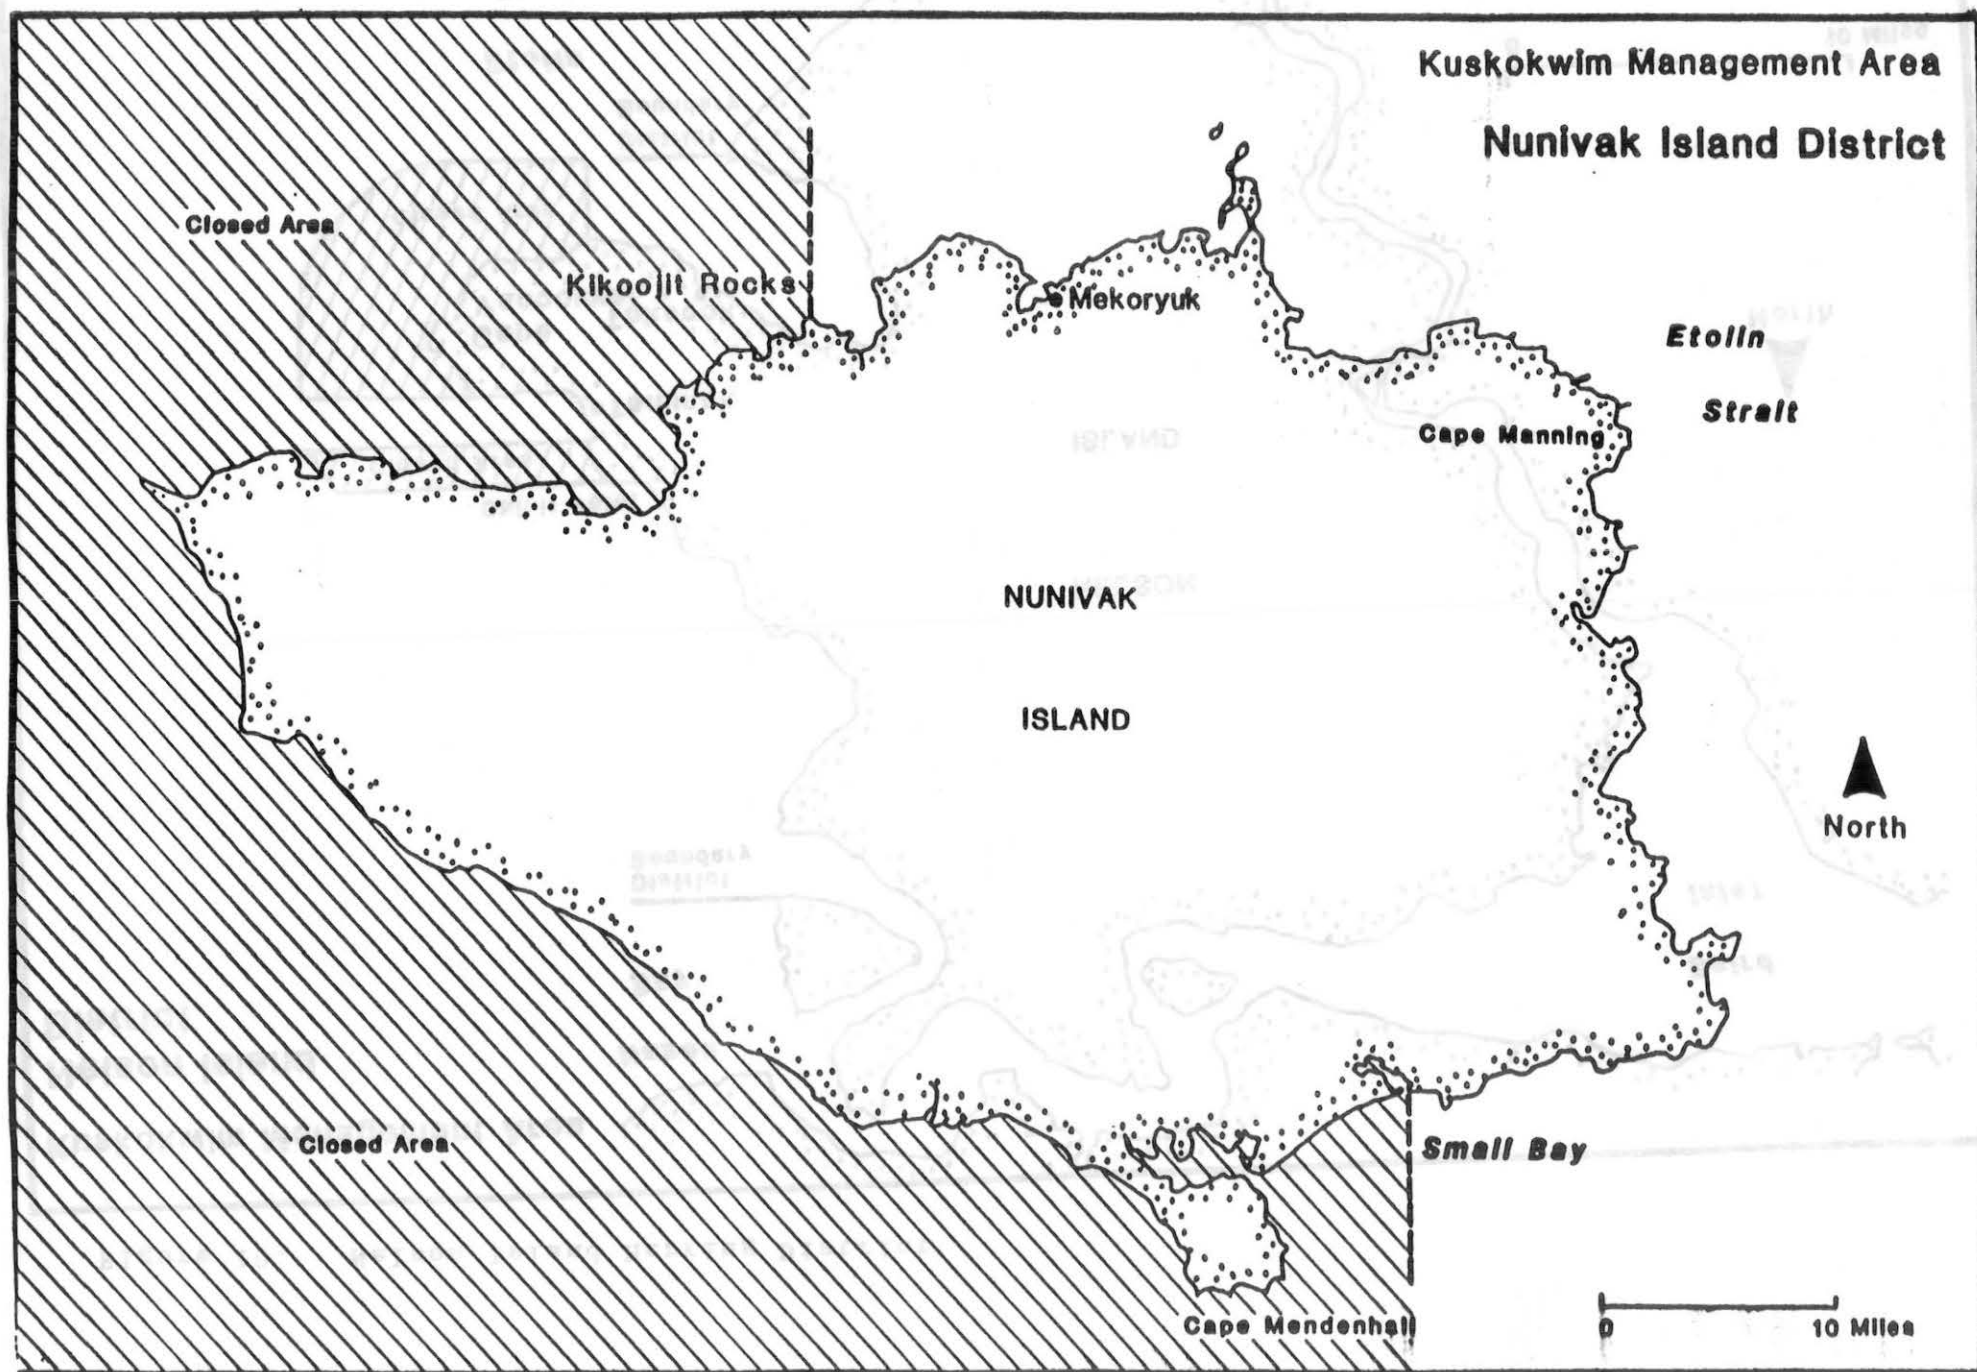 Kuskokwim Management Area
Nunivak Island District
Closed Area
Kikoojit Rocks
Mekoryuk
Etolin
Strait
Cape Manning
NUNIVAK
ISLAND
North
Closed Area
Small Bay
Cape Mendenhall
0 10 Miles